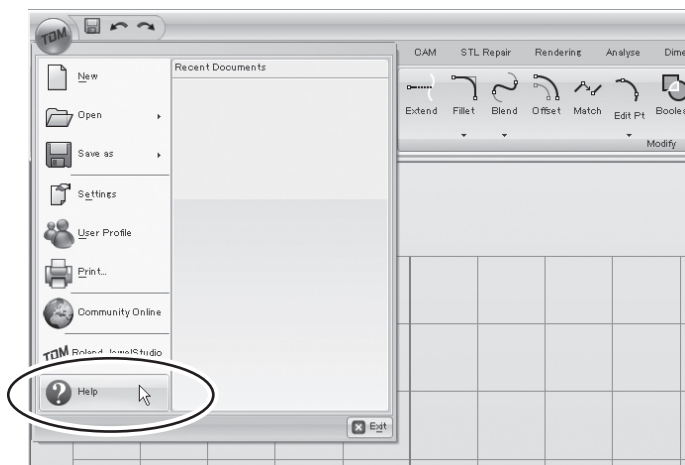 TDM
CAM STL Repair Rendering Analyse Dime
Recent Documents
New
Open
Save as
Settings
User Profile
Print...
Community Online
TDM Roland JewelStudio
Help
Exit
Extend Fillet Blend Offset Match Edit Pt Boolea
Modify